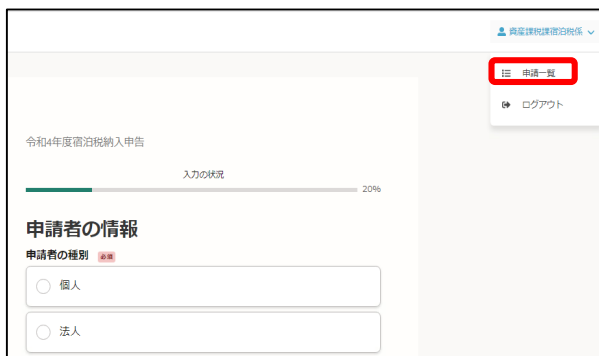 資産課税課宿泊税係
申請一覧
ログアウト
令和4年度宿泊税納入申告
入力の状況
20%
申請者の情報
申請者の種別 必須
個人
法人